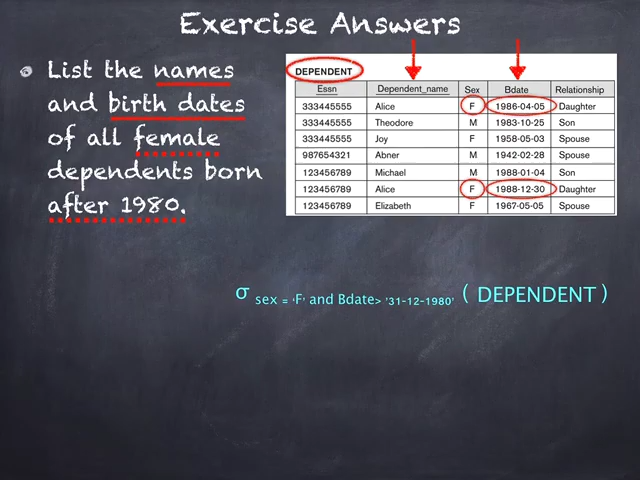 Exercise Answers
List the names
and birth dates
of all female
dependents born
after 1980.
DEPENDENT
Essn Dependent_name Sex Bdate Relationship
333445555 Alice F 1986-04-05 Daughter
333445555 Theodore M 1983-10-25 Son
333445555 Joy F 1958-05-03 Spouse
987654321 Abner M 1942-02-28 Spouse
123456789 Michael M 1988-01-04 Son
123456789 Alice F 1988-12-30 Daughter
123456789 Elizabeth F 1967-05-05 Spouse
σ sex = 'F' and Bdate> '31-12-1980' ( DEPENDENT )